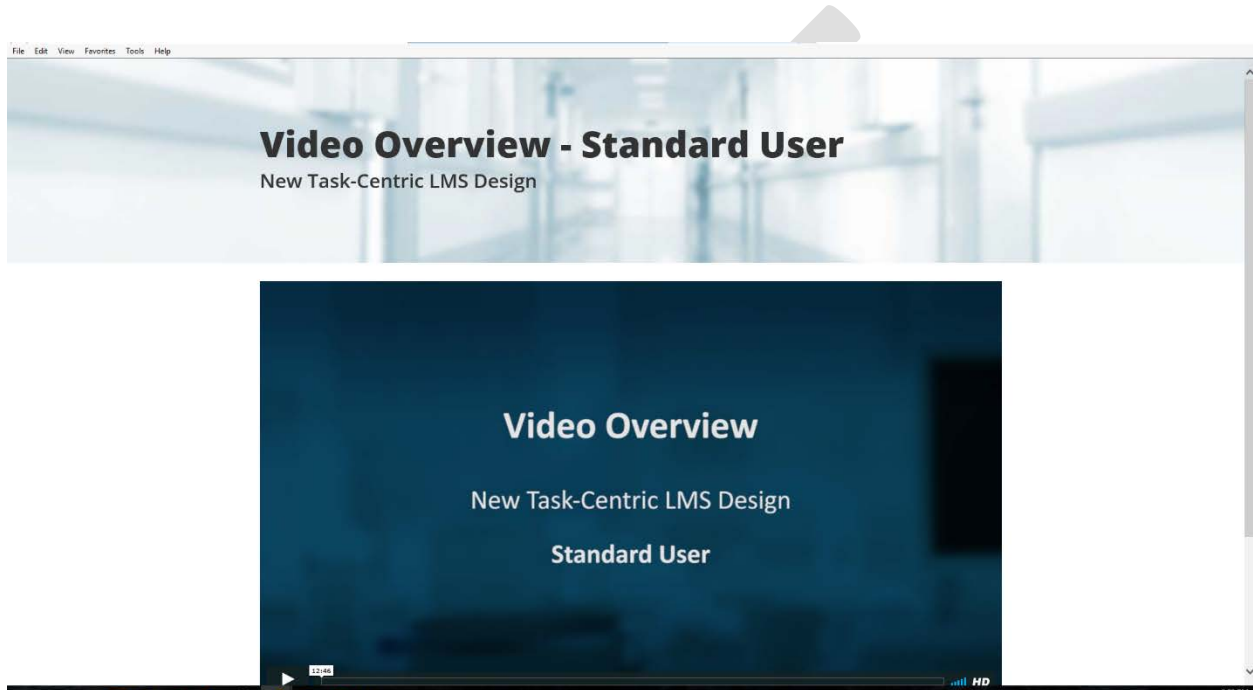 File Edit View Favorites Tools Help
Video Overview - Standard User
New Task-Centric LMS Design
Video Overview
New Task-Centric LMS Design
Standard User
12:46
HD